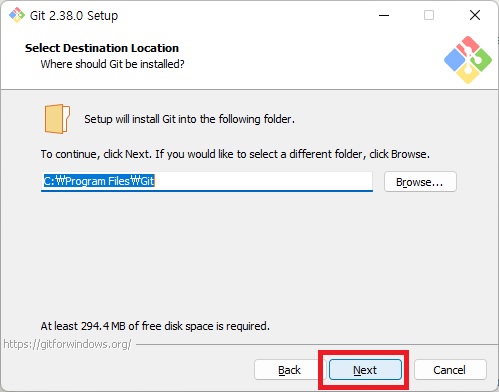 Git 2.38.0 Setup
Select Destination Location
Where should Git be installed?
Setup will install Git into the following folder.
To continue, click Next. If you would like to select a different folder, click Browse.
C:₩Program Files₩Git
Browse...
At least 294.4 MB of free disk space is required.
https://gitforwindows.org/
Back
Next
Cancel